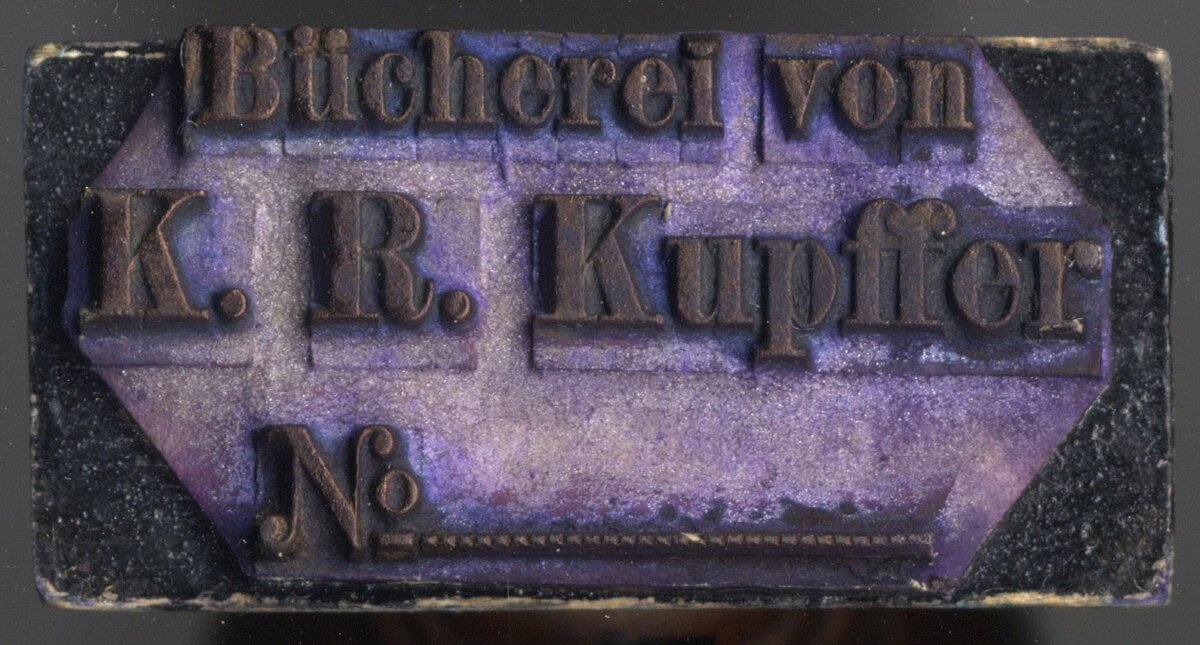 Bücherei von
K. R. Kupffer
No